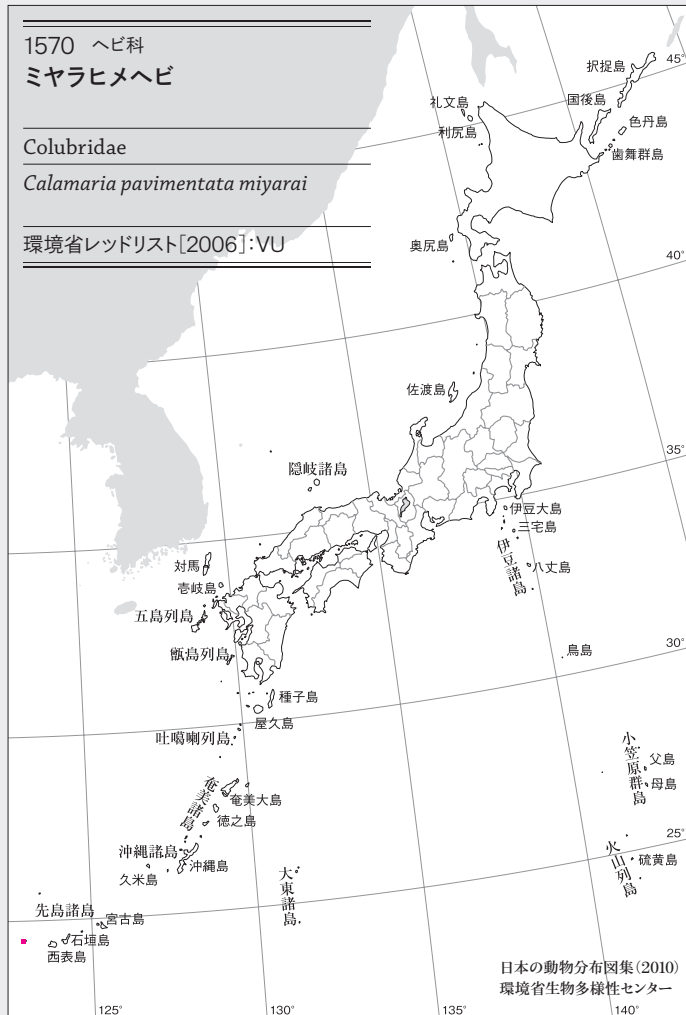 1570 ヘビ科
ミヤラヒメヘビ
Colubridae
Calamaria pavimentata miyarai
環境省レッドリスト[2006]:VU
45°
択捉島
礼文島
国後島
色丹島
利尻島
歯舞群島
奥尻島
40°
佐渡島
35°
隠岐諸島
伊豆大島
三宅島
伊豆諸島
八丈島
対馬
壱岐島
五島列島
甑島列島
鳥島
30°
種子島
屋久島
吐噶喇列島
小笠原群島
父島
母島
奄美諸島
奄美大島
徳之島
25°
沖縄諸島
沖縄島
久米島
火山列島
硫黄島
大東諸島
先島諸島
宮古島
石垣島
西表島
日本の動物分布図集(2010)
環境省生物多様性センター
125°
130°
135°
140°